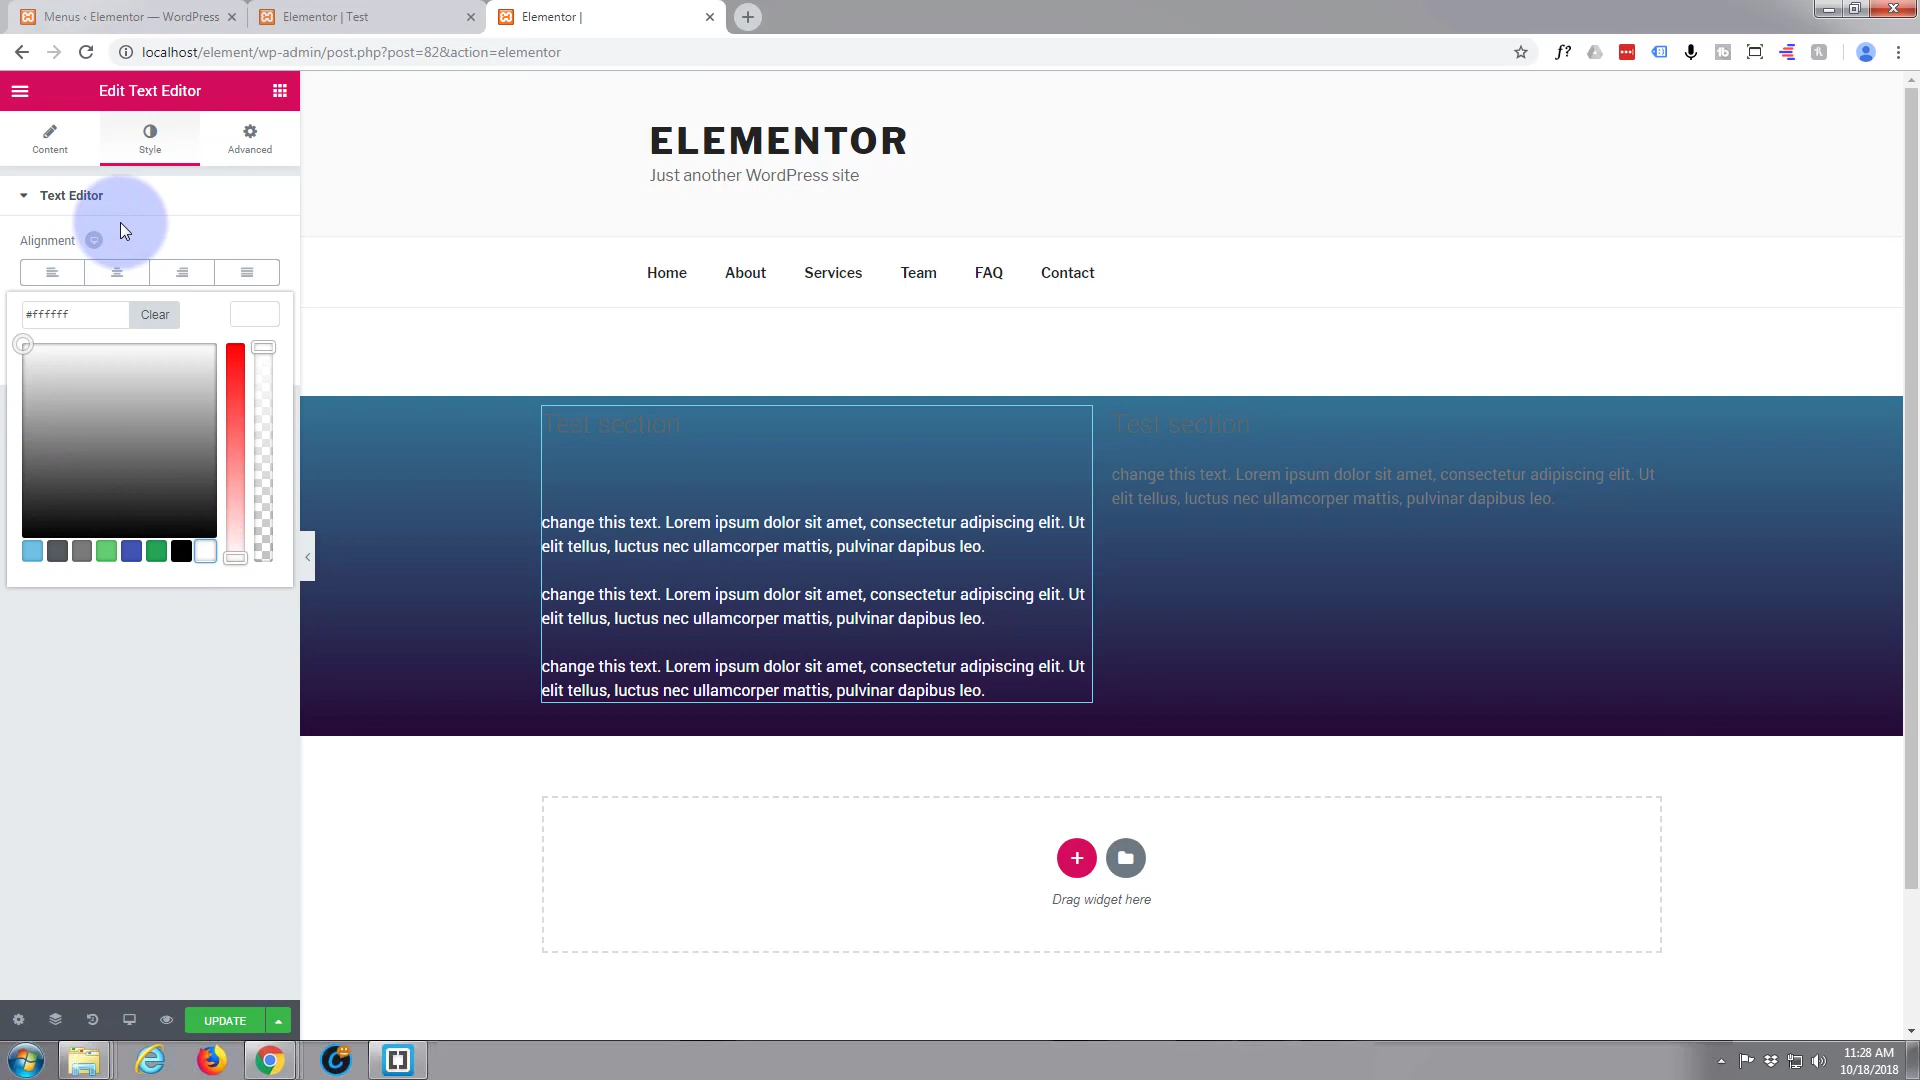 Menus ‹ Elementor — WordPress
Elementor | Test
Elementor |
localhost/element/wp-admin/post.php?post=82&action=elementor
Edit Text Editor
Content
Style
Advanced
Text Editor
Alignment
#ffffff
Clear
ELEMENTOR
Just another WordPress site
Home
About
Services
Team
FAQ
Contact
Test section
change this text. Lorem ipsum dolor sit amet, consectetur adipiscing elit. Ut
elit tellus, luctus nec ullamcorper mattis, pulvinar dapibus leo.
change this text. Lorem ipsum dolor sit amet, consectetur adipiscing elit. Ut
elit tellus, luctus nec ullamcorper mattis, pulvinar dapibus leo.
change this text. Lorem ipsum dolor sit amet, consectetur adipiscing elit. Ut
elit tellus, luctus nec ullamcorper mattis, pulvinar dapibus leo.
Test section
change this text. Lorem ipsum dolor sit amet, consectetur adipiscing elit. Ut
elit tellus, luctus nec ullamcorper mattis, pulvinar dapibus leo.
Drag widget here
UPDATE
11:28 AM
10/18/2018